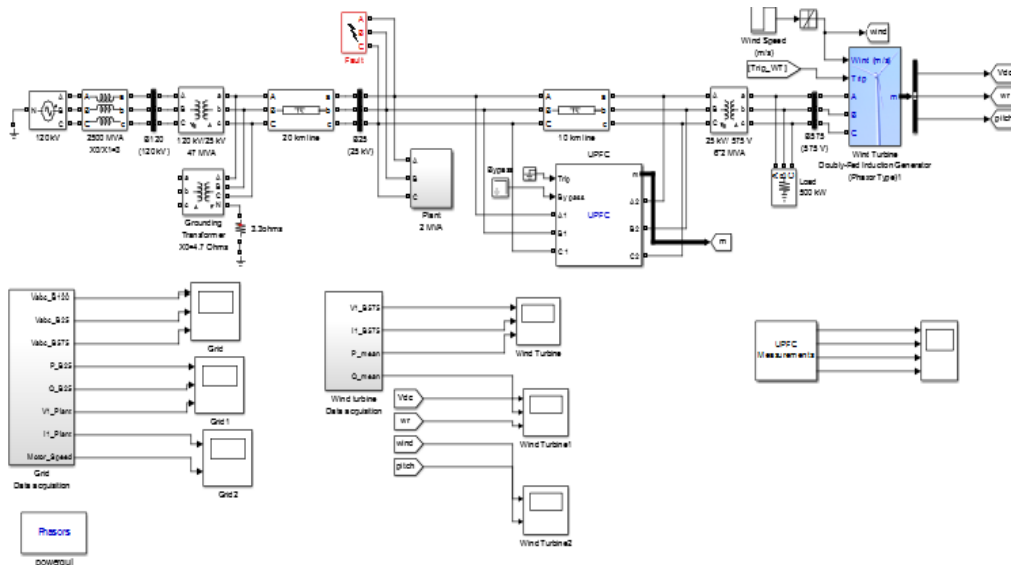 Fault
Wind Speed
(m/s)
wind
[Trip_WT]
Wind (m/s)
Trip
m
Vdc
wr
pitch
A
B
C
N
120 kV
2500 MVA
X0/X1=3
B120
(120 kV)
120 kV/25 kV
47 MVA
20 km line
B25
(25 kV)
10 km line
25 kV/ 575 V
6*2 MVA
B575
(575 V)
Wind Turbine
Doubly-Fed Induction Generator
(Phasor Type)1
Load
500 kW
Grounding
Transformer
X0=4.7 Ohms
3.3ohms
Plant
2 MVA
UPFC
Bypass
Trip
Bypass
UPFC
m
A1
B1
C1
A2
B2
C2
m
Vabc_B120
Vabc_B25
Vabc_B575
P_B25
Q_B25
V1_Plant
I1_Plant
Motor_Speed
Grid
Data acquition
Grid
Grid1
Grid2
V1_B575
I1_B575
P_mean
Q_mean
Wind turbine
Data acquition
Vdc
wr
wind
pitch
Wind Turbine
Wind Turbine1
Wind Turbine2
UPFC
Measurements
Phasors
powergui